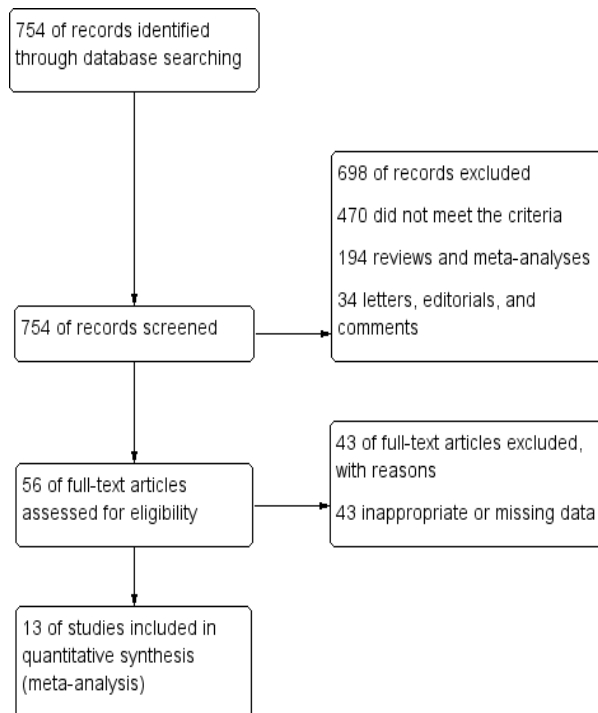 754 of records identified
through database searching
698 of records excluded
470 did not meet the criteria
194 reviews and meta-analyses
34 letters, editorials, and
comments
754 of records screened
43 of full-text articles excluded,
with reasons
43 inappropriate or missing data
56 of full-text articles
assessed for eligibility
13 of studies included in
quantitative synthesis
(meta-analysis)